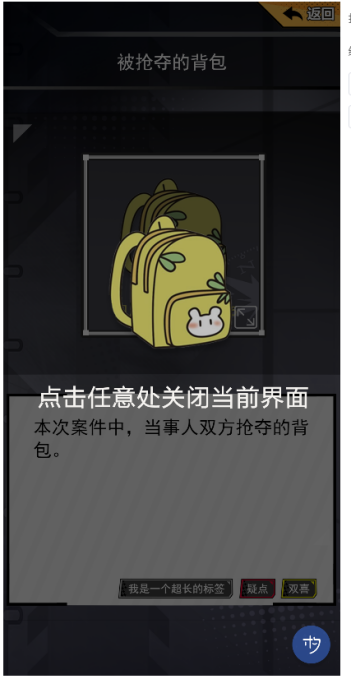 返回
被抢夺的背包
点击任意处关闭当前界面
本次案件中，当事人双方抢夺的背
包。
我是一个超长的标签 疑点 双喜